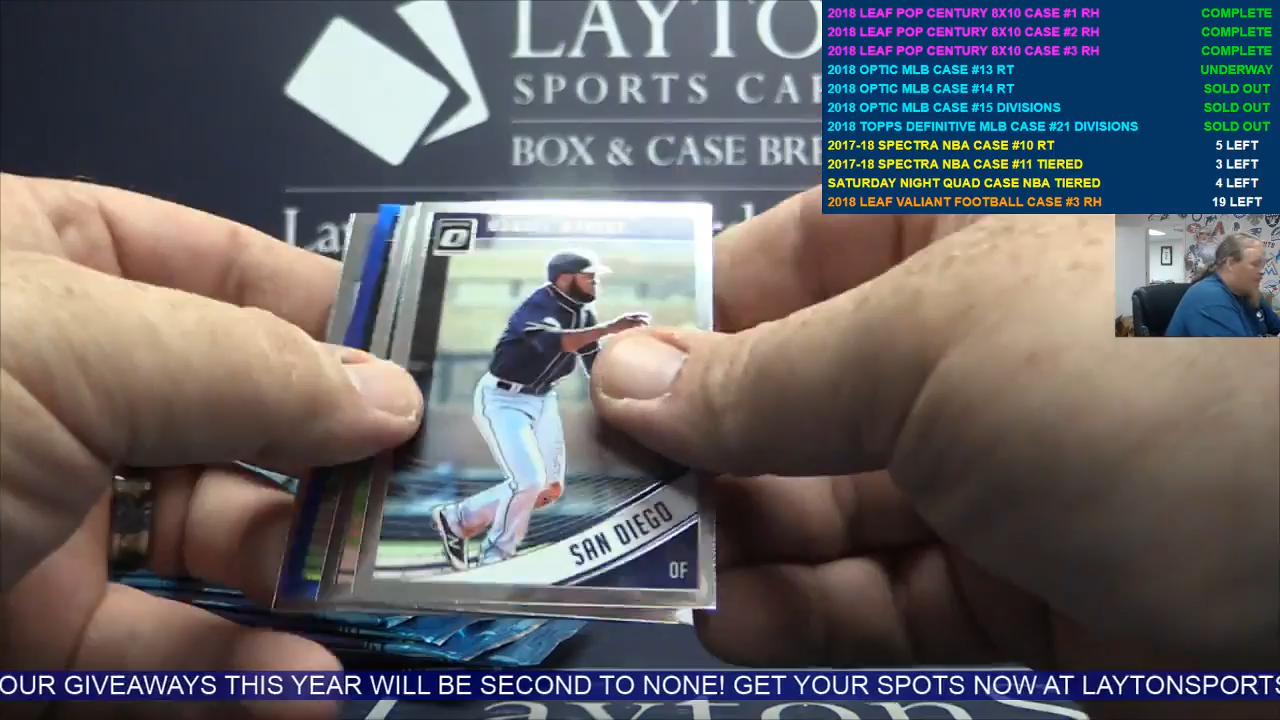 LAYTO
SPORTS CAR
BOX & CASE BRE
2018 LEAF POP CENTURY 8X10 CASE #1 RH COMPLETE
2018 LEAF POP CENTURY 8X10 CASE #2 RH COMPLETE
2018 LEAF POP CENTURY 8X10 CASE #3 RH COMPLETE
2018 OPTIC MLB CASE #13 RT UNDERWAY
2018 OPTIC MLB CASE #14 RT SOLD OUT
2018 OPTIC MLB CASE #15 DIVISIONS SOLD OUT
2018 TOPPS DEFINITIVE MLB CASE #21 DIVISIONS SOLD OUT
2017-18 SPECTRA NBA CASE #10 RT 5 LEFT
2017-18 SPECTRA NBA CASE #11 TIERED 3 LEFT
SATURDAY NIGHT QUAD CASE NBA TIERED 4 LEFT
2018 LEAF VALIANT FOOTBALL CASE #3 RH 19 LEFT
SAN DIEGO
OF
OUR GIVEAWAYS THIS YEAR WILL BE SECOND TO NONE! GET YOUR SPOTS NOW AT LAYTONSPORTS
Laytons